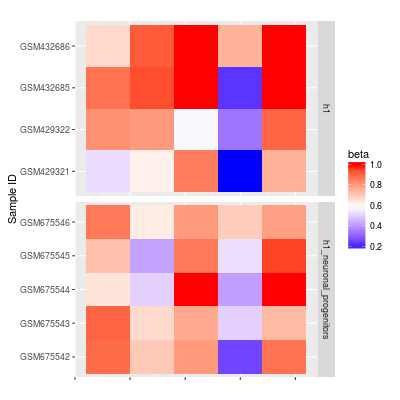 GSM432686
GSM432685
GSM429322
GSM429321
h1
GSM675546
GSM675545
GSM675544
GSM675543
GSM675542
h1_neuronal_progenitors
Sample ID
beta
1.0
0.8
0.6
0.4
0.2